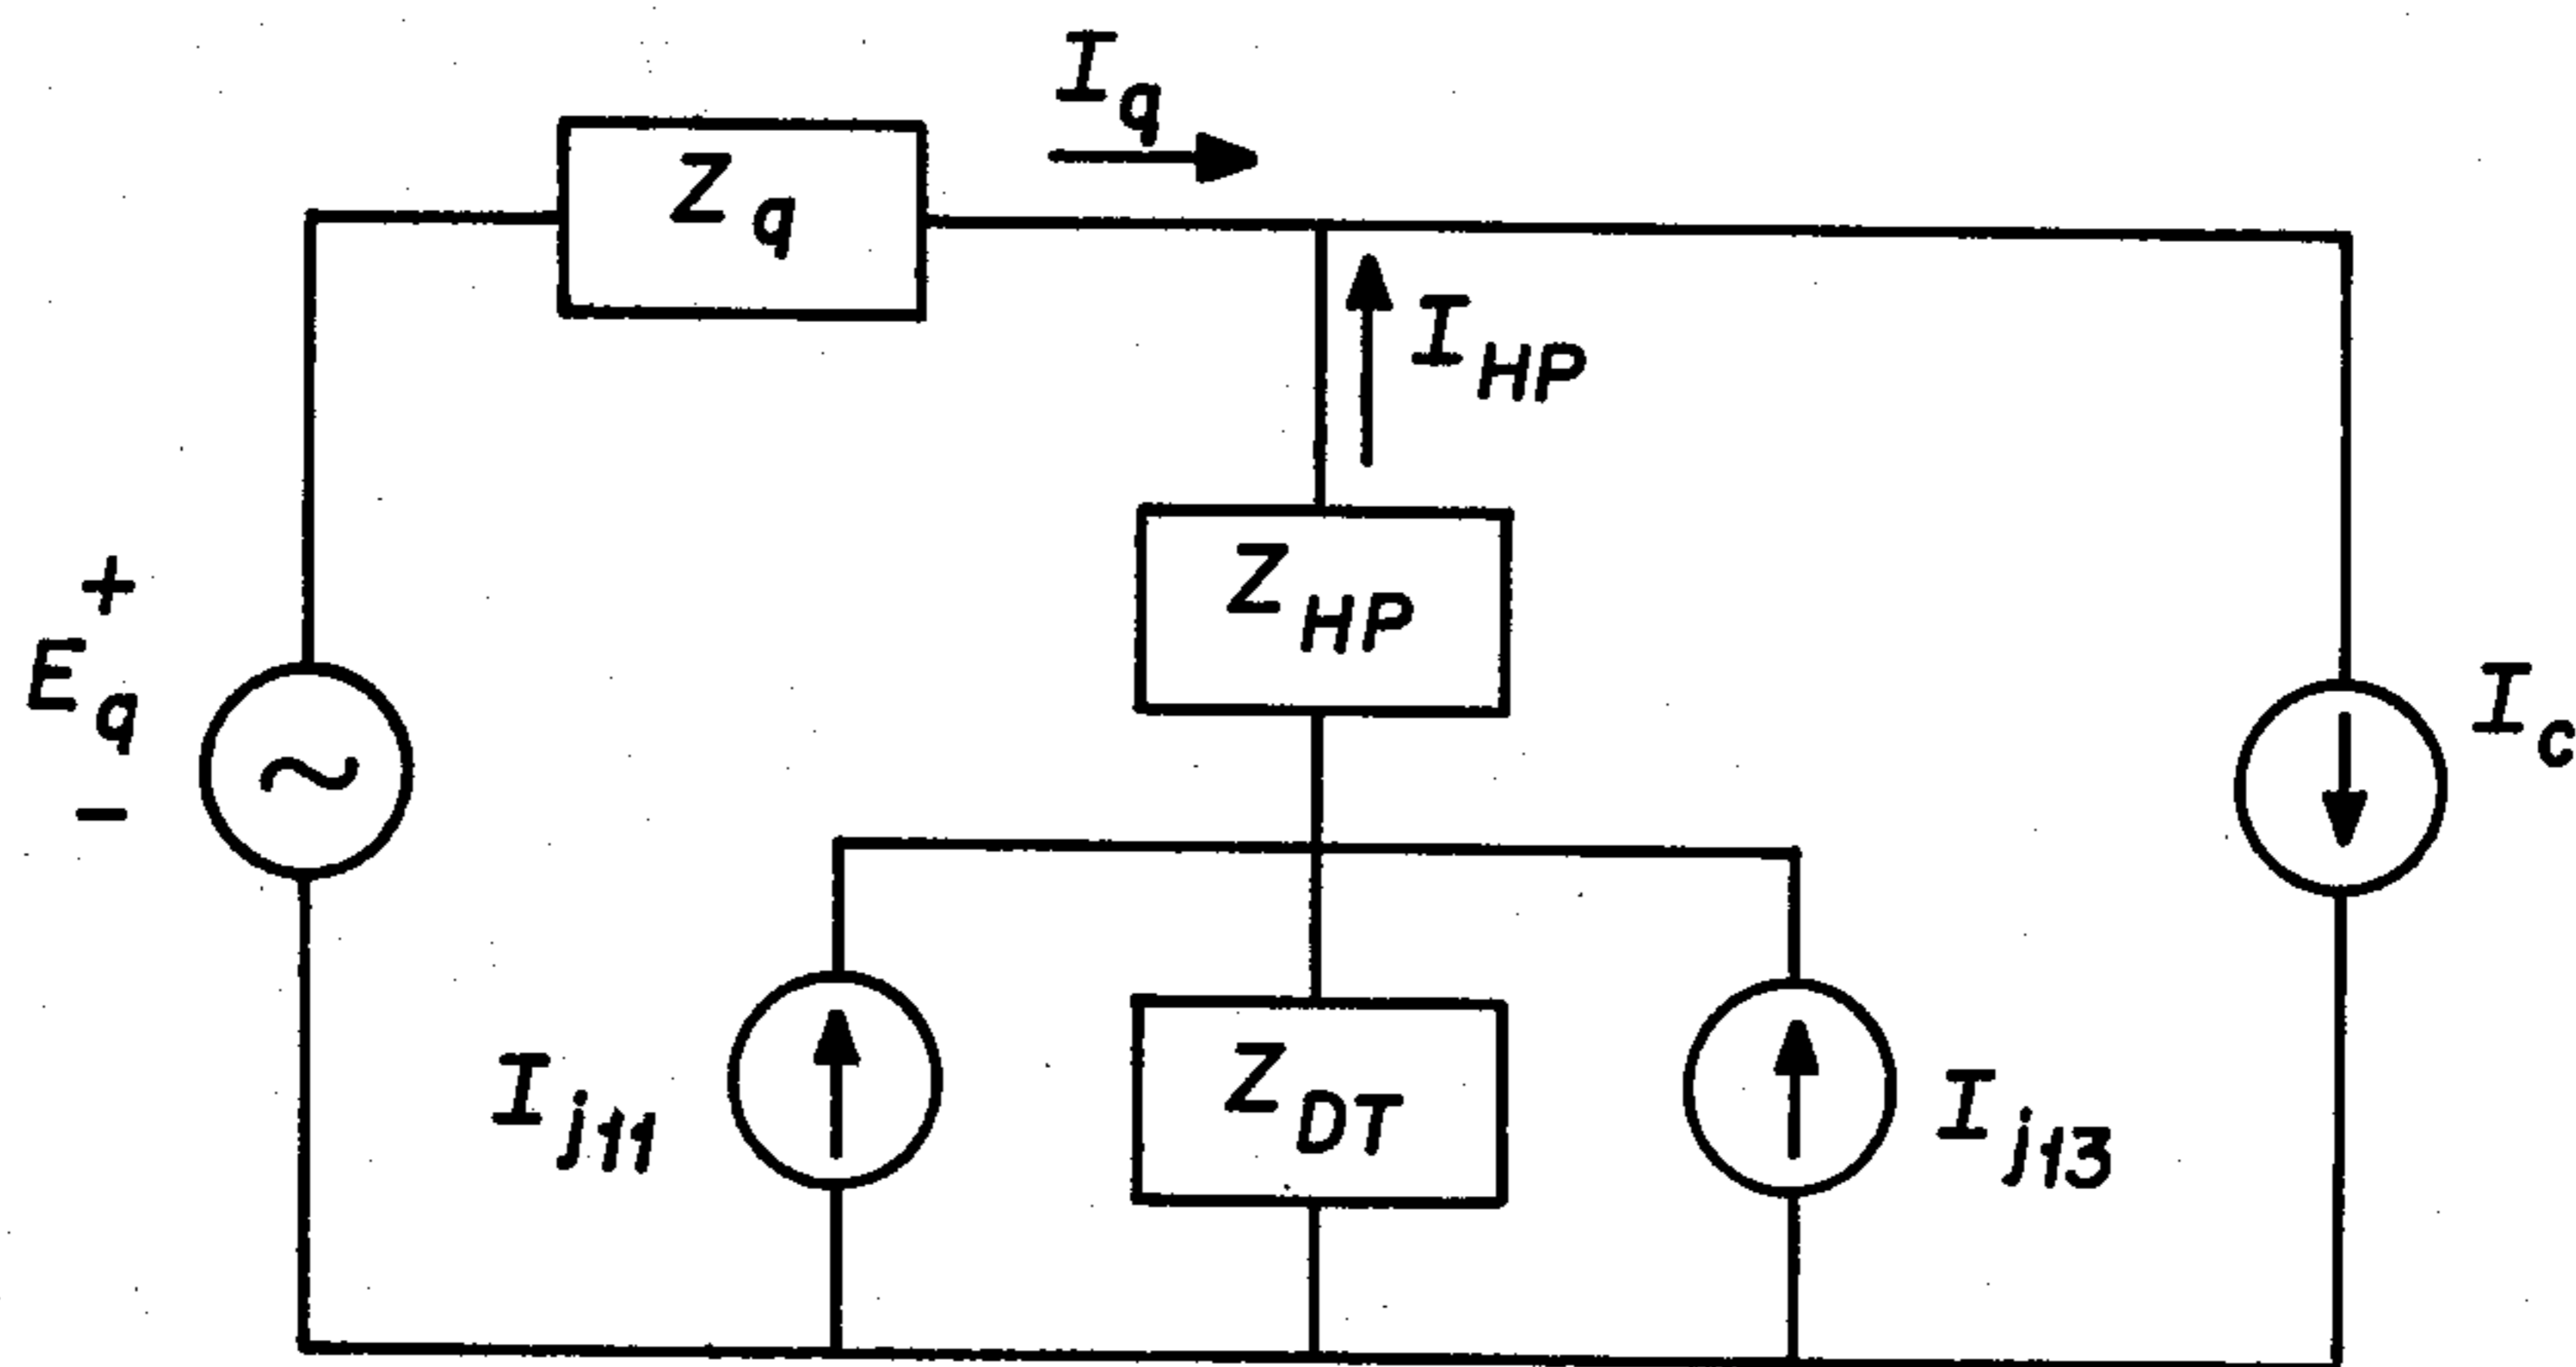 I_q
Z_q
I_HP
Z_HP
+
E_q
~
-
I_c
I_j11
Z_DT
I_j13